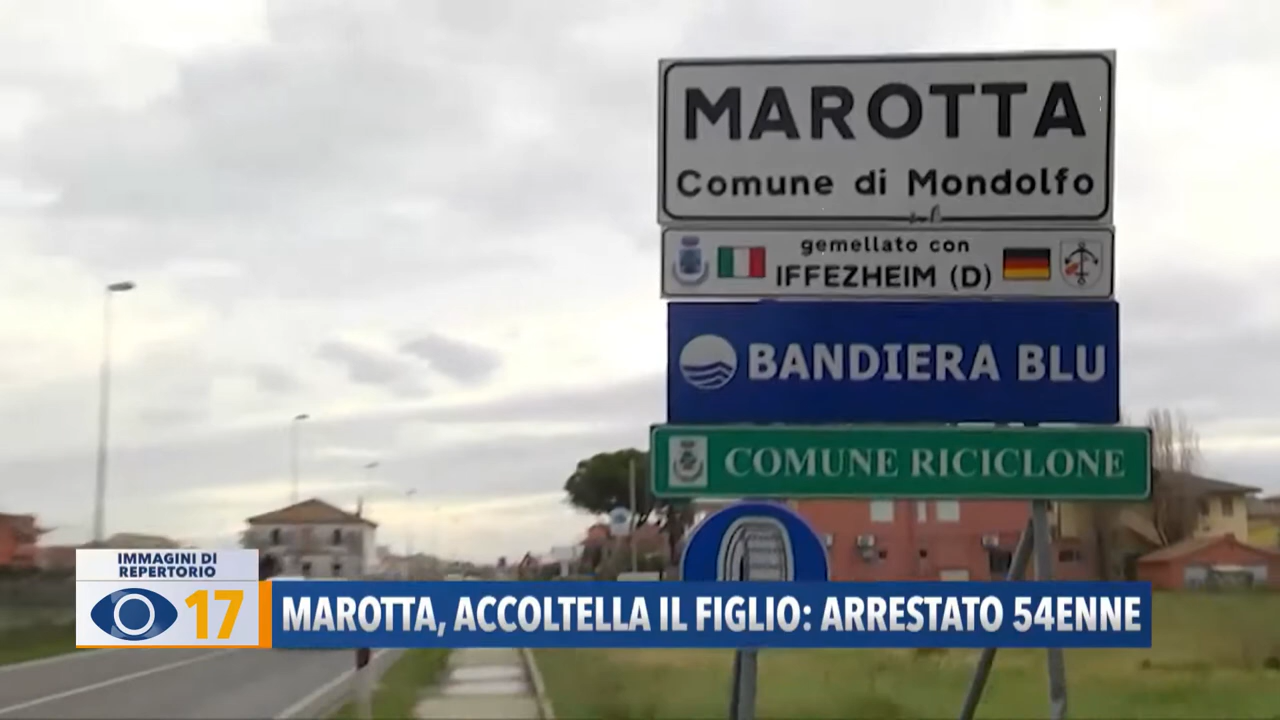 MAROTTA
Comune di Mondolfo
gemellato con
IFFEZHEIM (D)
BANDIERA BLU
COMUNE RICICLONE
IMMAGINI DI
REPERTORIO
17
MAROTTA, ACCOLTELLA IL FIGLIO: ARRESTATO 54ENNE